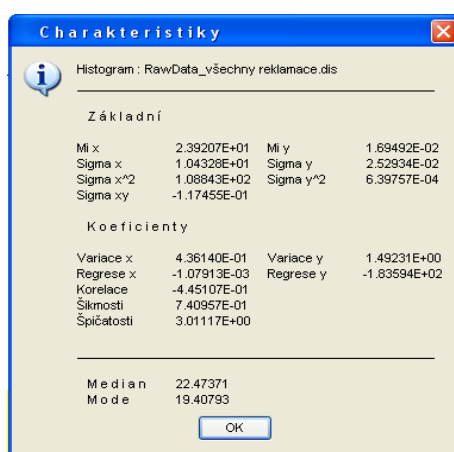 Charakteristiky
Histogram : RawData_všechny reklamace.dis
Základní
Mi x 2.39207E+01 Mi y 1.69492E-02
Sigma x 1.04328E+01 Sigma y 2.52934E-02
Sigma x^2 1.08843E+02 Sigma y^2 6.39757E-04
Sigma xy -1.17455E-01
Koeficienty
Variace x 4.36140E-01 Variace y 1.49231E+00
Regrese x -1.07913E-03 Regrese y -1.83594E+02
Korelace -4.45107E-01
Šikmosti 7.40957E-01
Špičatosti 3.01117E+00
Median 22.47371
Mode 19.40793
OK